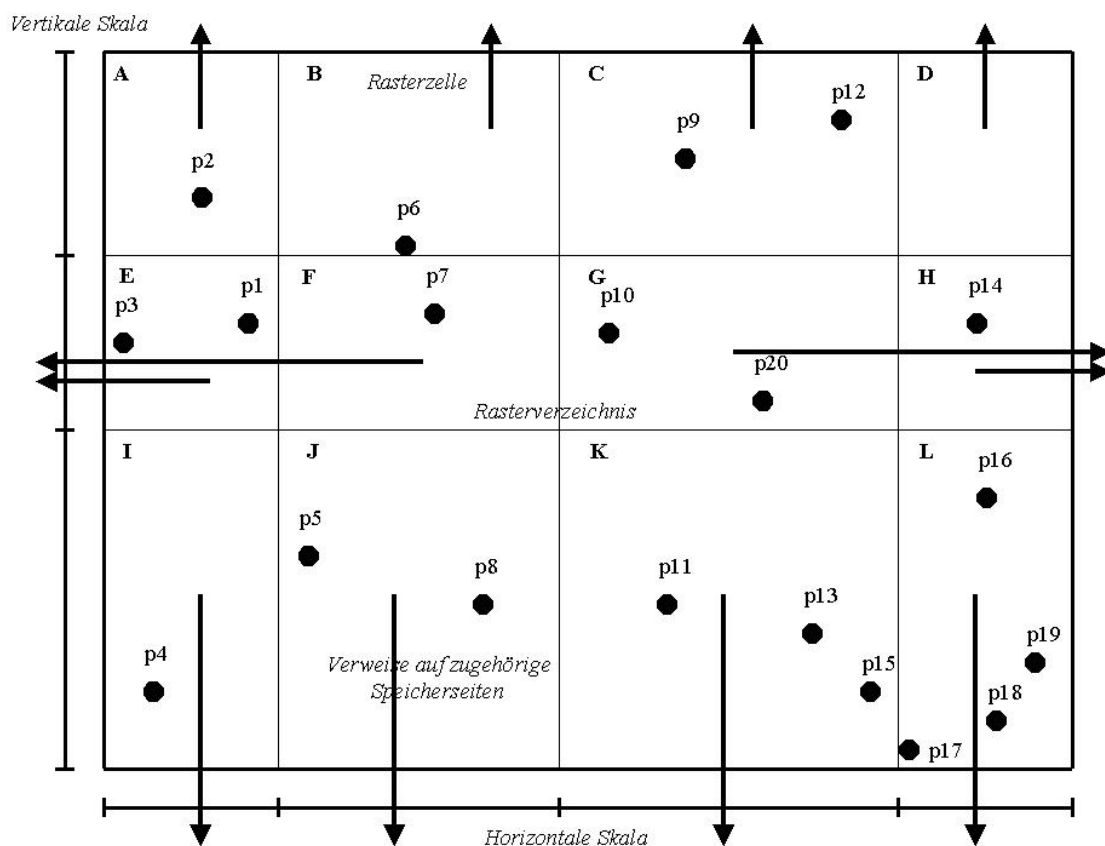 Vertikale Skala
A
B
C
D
Rasterzelle
p12
p9
p2
p6
E
F
G
H
p3
p1
p7
p10
p14
p20
Rasterverzeichnis
I
J
K
L
p16
p5
p8
p11
p13
p19
p4
Verweise auf zugehörige
Speicherseiten
p15
p18
p17
Horizontale Skala